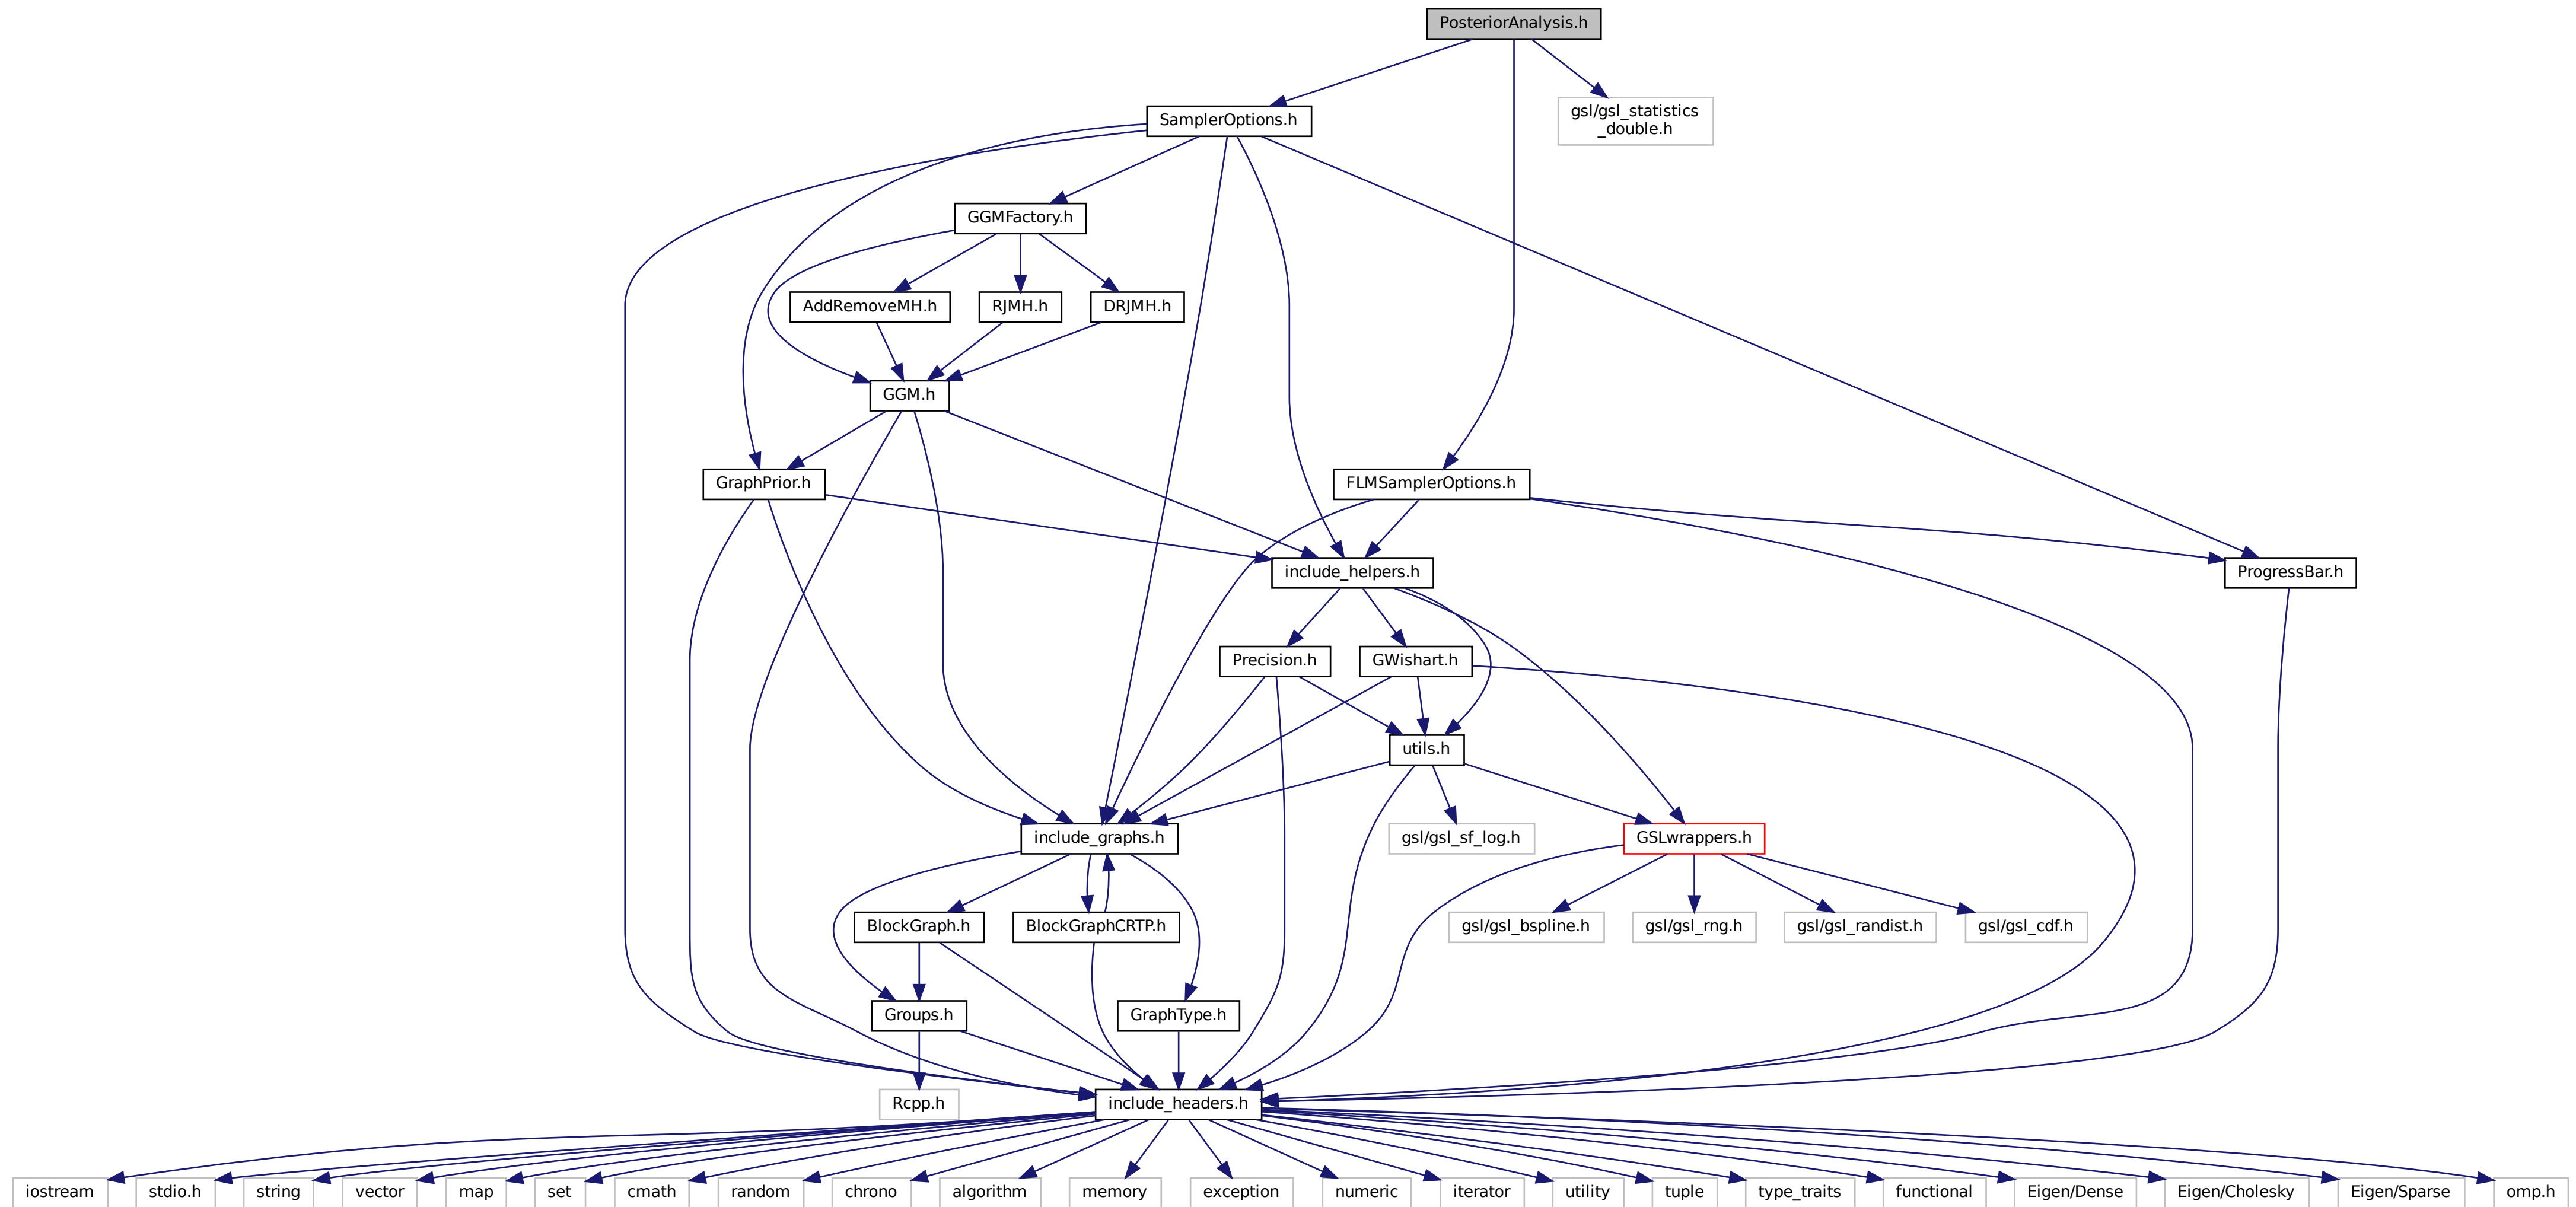 PosteriorAnalysis.h
SamplerOptions.h
gsl/gsl_statistics
_double.h
GGMFactory.h
AddRemoveMH.h
RJMH.h
DRJMH.h
GGM.h
GraphPrior.h
FLMSamplerOptions.h
include_helpers.h
ProgressBar.h
Precision.h
GWishart.h
utils.h
include_graphs.h
gsl/gsl_sf_log.h
GSLwrappers.h
BlockGraph.h
BlockGraphCRTP.h
gsl/gsl_bspline.h
gsl/gsl_rng.h
gsl/gsl_randist.h
gsl/gsl_cdf.h
Groups.h
GraphType.h
Rcpp.h
include_headers.h
iostream
stdio.h
string
vector
map
set
cmath
random
chrono
algorithm
memory
exception
numeric
iterator
utility
tuple
type_traits
functional
Eigen/Dense
Eigen/Cholesky
Eigen/Sparse
omp.h